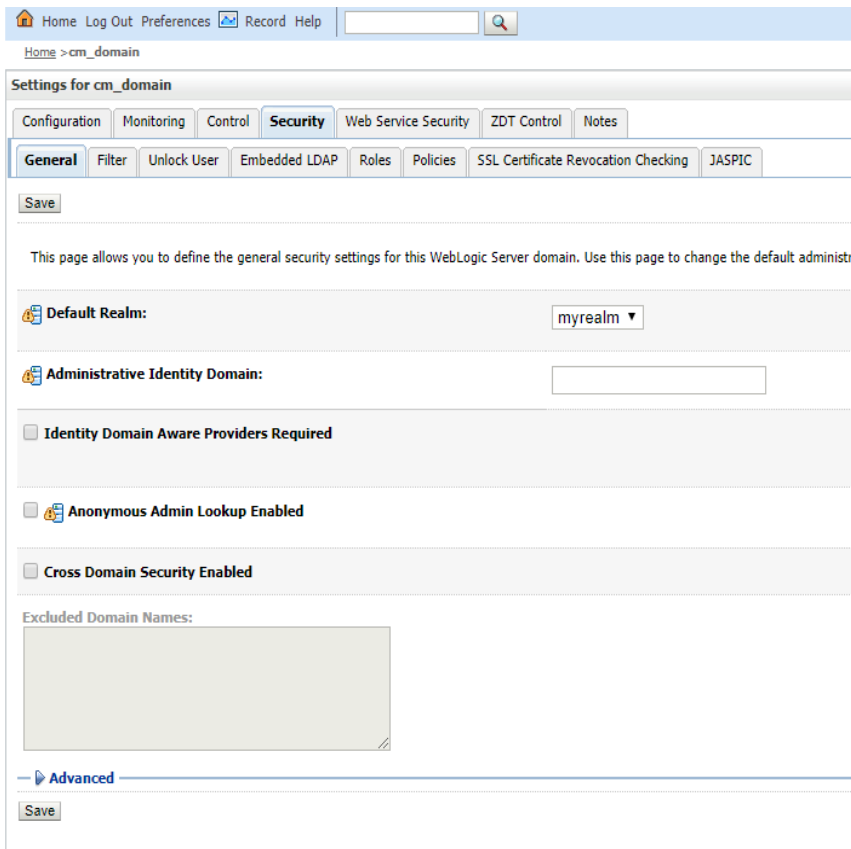 Home Log Out Preferences Record Help
Home >cm_domain
Settings for cm_domain
Configuration Monitoring Control Security Web Service Security ZDT Control Notes
General Filter Unlock User Embedded LDAP Roles Policies SSL Certificate Revocation Checking JASPIC
Save
This page allows you to define the general security settings for this WebLogic Server domain. Use this page to change the default administr
Default Realm: myrealm
Administrative Identity Domain:
Identity Domain Aware Providers Required
Anonymous Admin Lookup Enabled
Cross Domain Security Enabled
Excluded Domain Names:
Advanced
Save